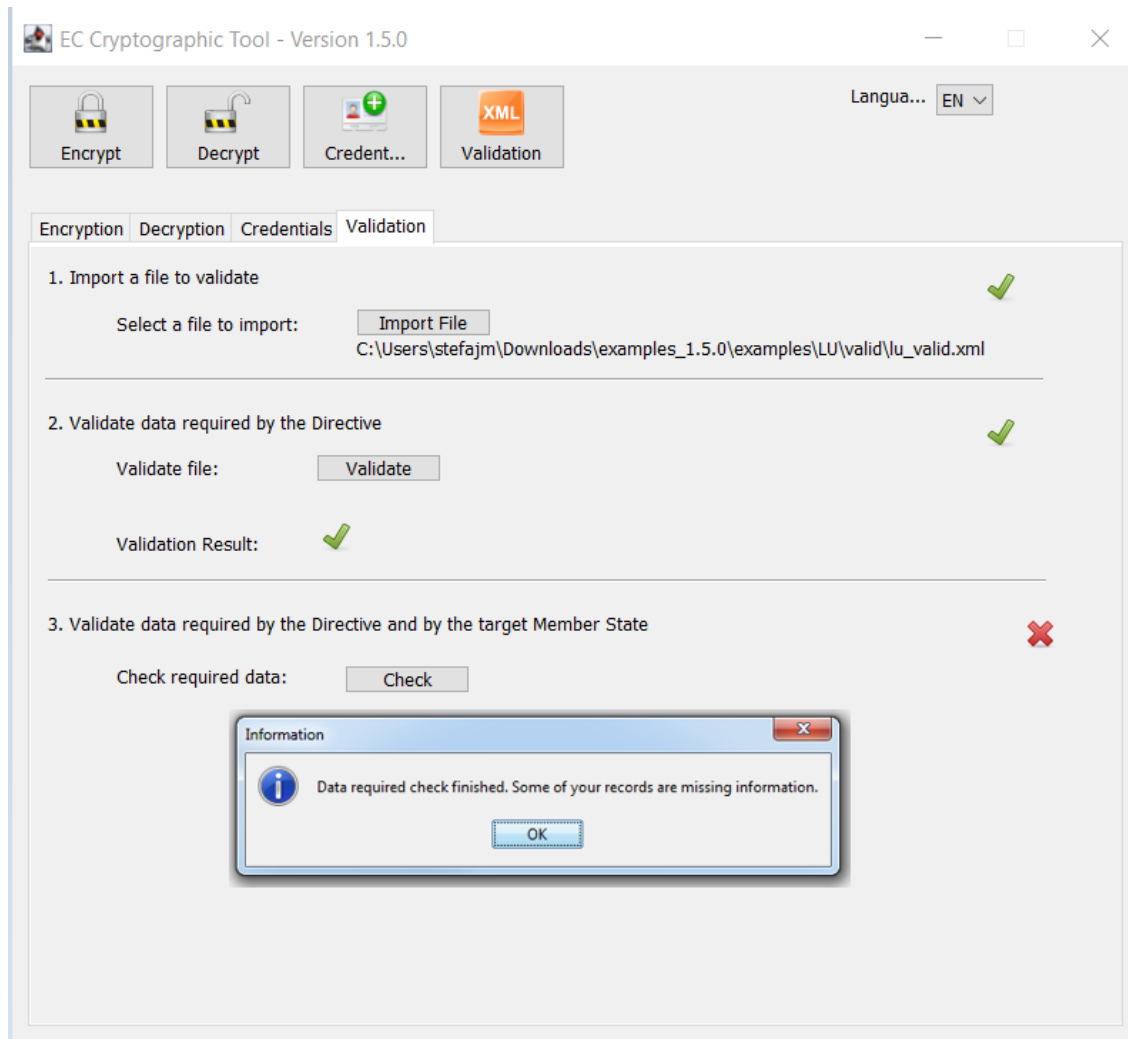 EC Cryptographic Tool - Version 1.5.0
Encrypt Decrypt Credent... XML Validation Langua... EN
Encryption Decryption Credentials Validation
1. Import a file to validate
Select a file to import: Import File
C:\Users\stefajm\Downloads\examples_1.5.0\examples\LU\valid\lu_valid.xml
2. Validate data required by the Directive
Validate file: Validate
Validation Result:
3. Validate data required by the Directive and by the target Member State
Check required data: Check
Information
Data required check finished. Some of your records are missing information.
OK